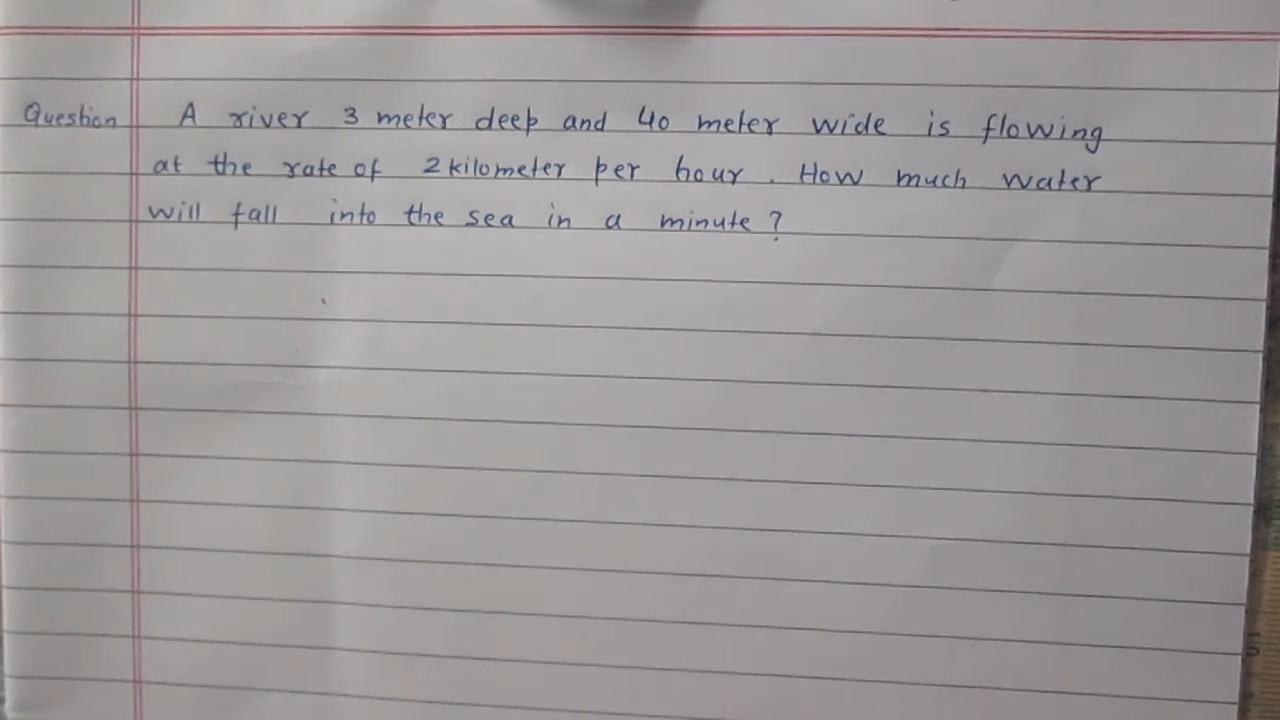 Question A river 3 meter deep and 40 meter wide is flowing
at the rate of 2 kilometer per hour. How much water
will fall into the sea in a minute?